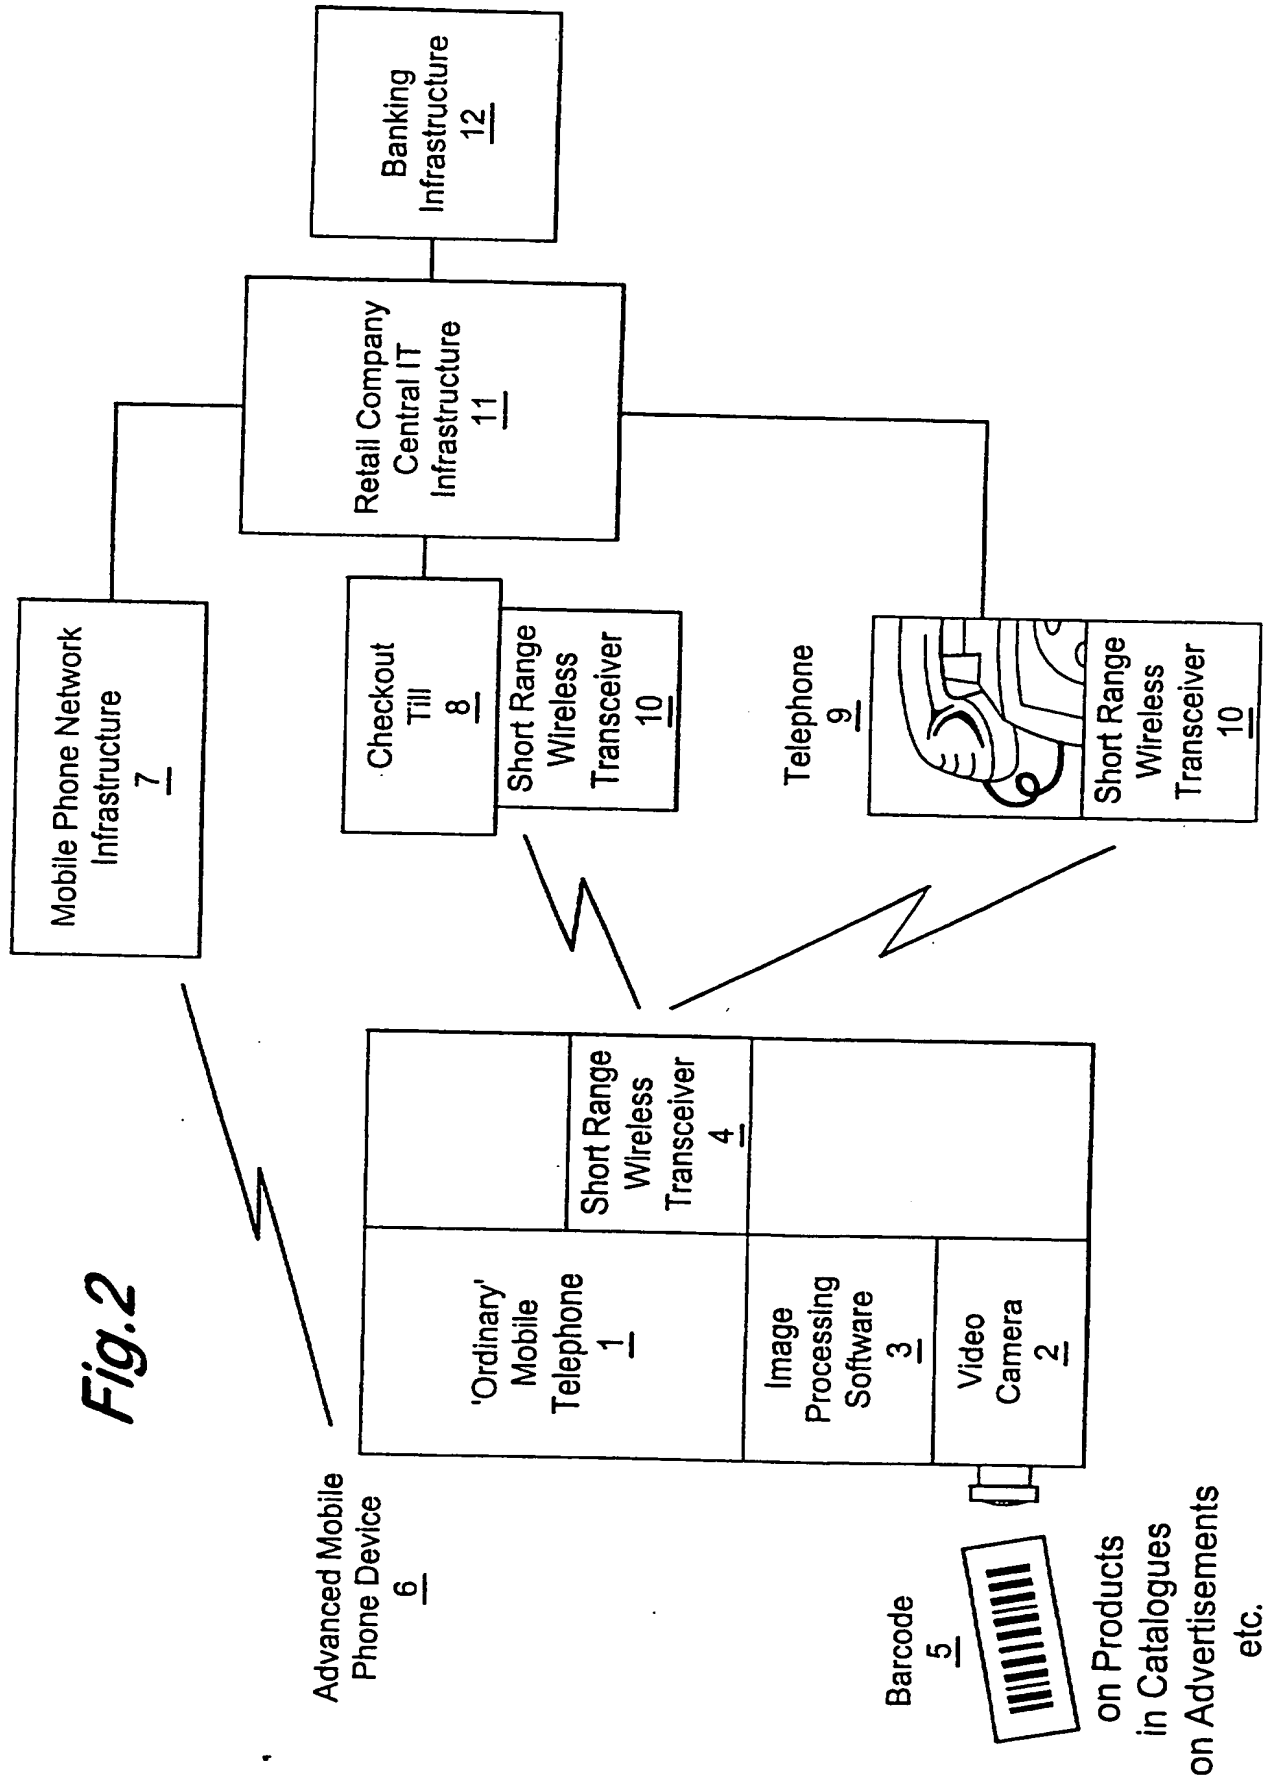 Fig.2
Advanced Mobile
Phone Device
6
Mobile Phone Network
Infrastructure
7
Banking
Infrastructure
12
Retail Company
Central IT
Infrastructure
11
Checkout
Till
8
Short Range
Wireless
Transceiver
10
'Ordinary'
Mobile
Telephone
1
Short Range
Wireless
Transceiver
4
Image
Processing
Software
3
Video
Camera
2
Telephone
9
Short Range
Wireless
Transceiver
10
Barcode
5
on Products
in Catalogues
on Advertisements
etc.